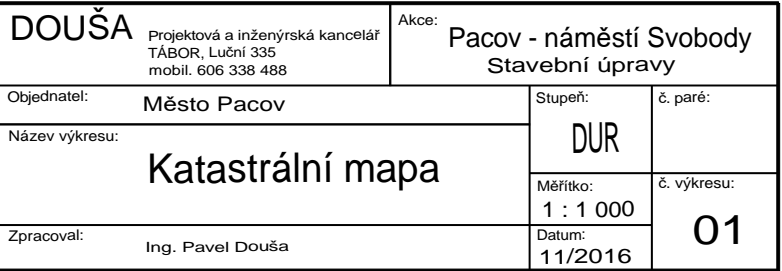 DOUŠA
Projektová a inženýrská kancelář
TÁBOR, Luční 335
mobil. 606 338 488
Akce:
Pacov - náměstí Svobody
Stavební úpravy
Objednatel:
Město Pacov
Stupeň:
DUR
č. paré:
Název výkresu:
Katastrální mapa
Měřítko:
1 : 1 000
č. výkresu:
01
Zpracoval:
Ing. Pavel Douša
Datum:
11/2016